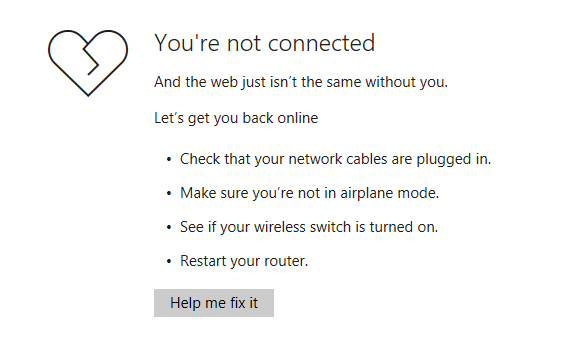 You're not connected
And the web just isn’t the same without you.
Let’s get you back online
• Check that your network cables are plugged in.
• Make sure you’re not in airplane mode.
• See if your wireless switch is turned on.
• Restart your router.
Help me fix it